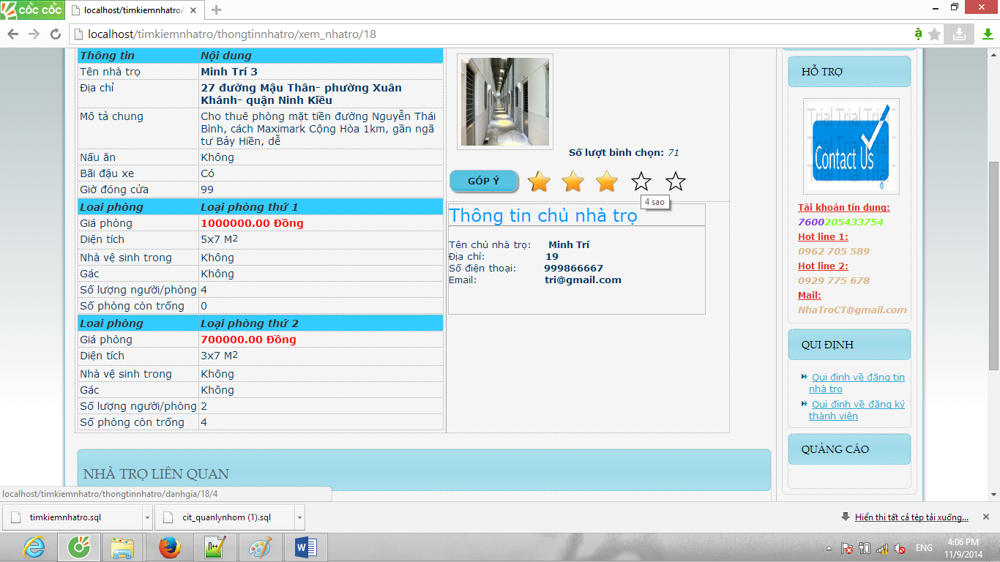 CỐC CỐC
localhost/timkiemnhatro/
localhost/timkiemnhatro/thongtinnhatro/xem_nhatro/18
Thông tin Nội dung
Tên nhà trọ Minh Trí 3
Địa chỉ 27 đường Mậu Thân- phường Xuân
Khánh- quận Ninh Kiều
Mô tả chung Cho thuê phòng mặt tiền đường Nguyễn Thái
Bình, cách Maximark Cộng Hòa 1km, gần ngã
tư Bảy Hiền, dễ
Nấu ăn Không
Bãi đậu xe Có
Giờ đóng cửa 99
Loai phòng Loại phòng thứ 1
Giá phòng 1000000.00 Đồng
Diện tích 5x7 M2
Nhà vệ sinh trong Không
Gác Không
Số lượng người/phòng 4
Số phòng còn trống 0
Loai phòng Loại phòng thứ 2
Giá phòng 700000.00 Đồng
Diện tích 3x7 M2
Nhà vệ sinh trong Không
Gác Không
Số lượng người/phòng 2
Số phòng còn trống 4
Số lượt bình chọn: 71
GÓP Ý
4 sao
Thông tin chủ nhà trọ
Tên chủ nhà trọ: Minh Trí
Địa chỉ: 19
Số điện thoại: 999866667
Email: tri@gmail.com
HỖ TRỢ
Trial Trial Trial
Contact Us
Tài khoản tín dung:
7600205433754
Hot line 1:
0962 705 589
Hot line 2:
0929 775 678
Mail:
NhaTroCT@gmail.com
QUI ĐỊNH
Qui định về đăng tin
nhà trọ
Qui định về đăng ký
thành viên
QUẢNG CÁO
NHÀ TRỌ LIÊN QUAN
localhost/timkiemnhatro/thongtinnhatro/danhgia/18/4
timkiemnhatro.sql
cit_quanlynhom (1).sql
Hiển thị tất cả tệp tải xuống...
ENG
4:06 PM
11/9/2014